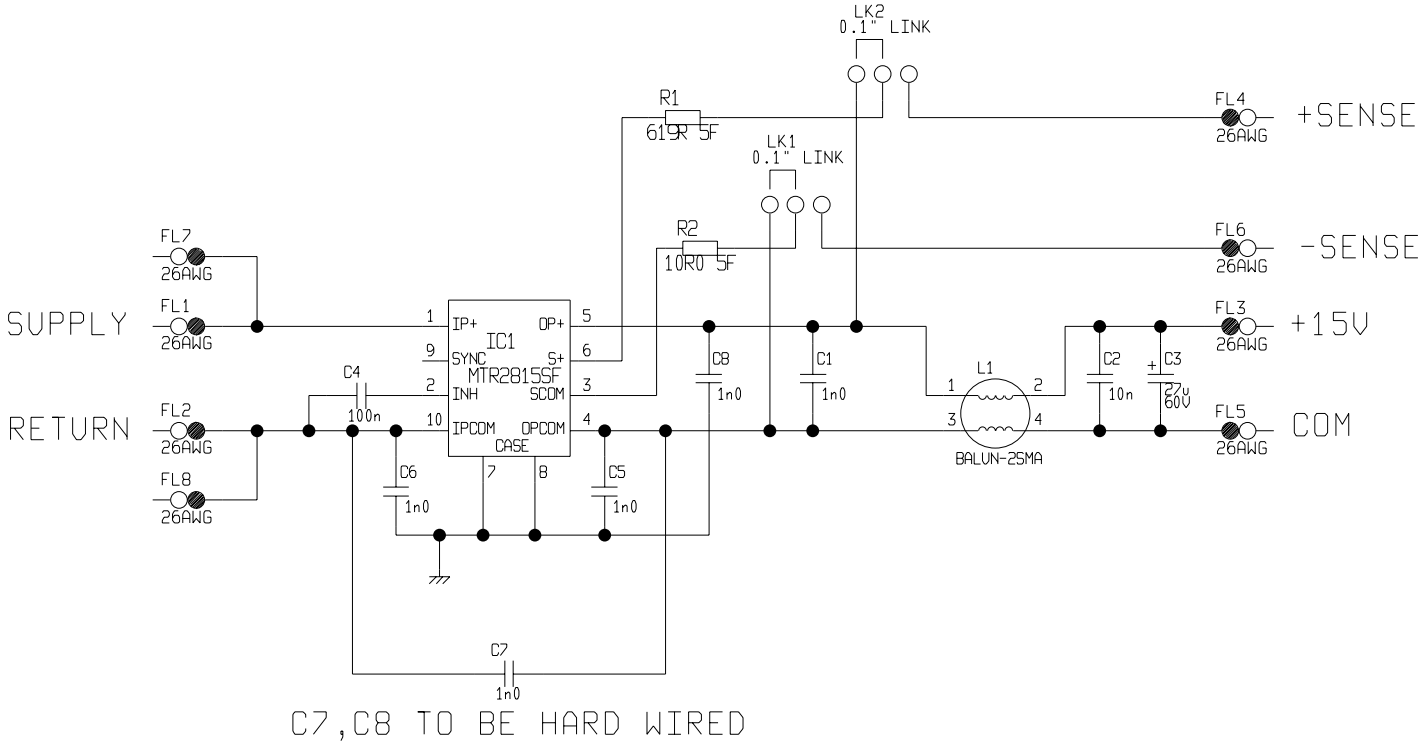 LK2
0.1" LINK
R1
619R 5F
FL4
26AWG
+SENSE
LK1
0.1" LINK
R2
10R0 5F
FL6
26AWG
-SENSE
FL7
26AWG
SUPPLY
FL1
26AWG
1
IP+
OP+
5
IC1
9
SYNC
S+
6
MTR2815SF
2
INH
SCOM
3
10
IPCOM
OPCOM
4
CASE
7
8
C4
100n
RETURN
FL2
26AWG
FL8
26AWG
C6
1n0
C5
1n0
C8
1n0
C1
1n0
L1
1
2
3
4
BALUN-25MA
C2
10n
C3
+
27u
60V
FL3
26AWG
+15V
FL5
26AWG
COM
C7
1n0
C7,C8 TO BE HARD WIRED